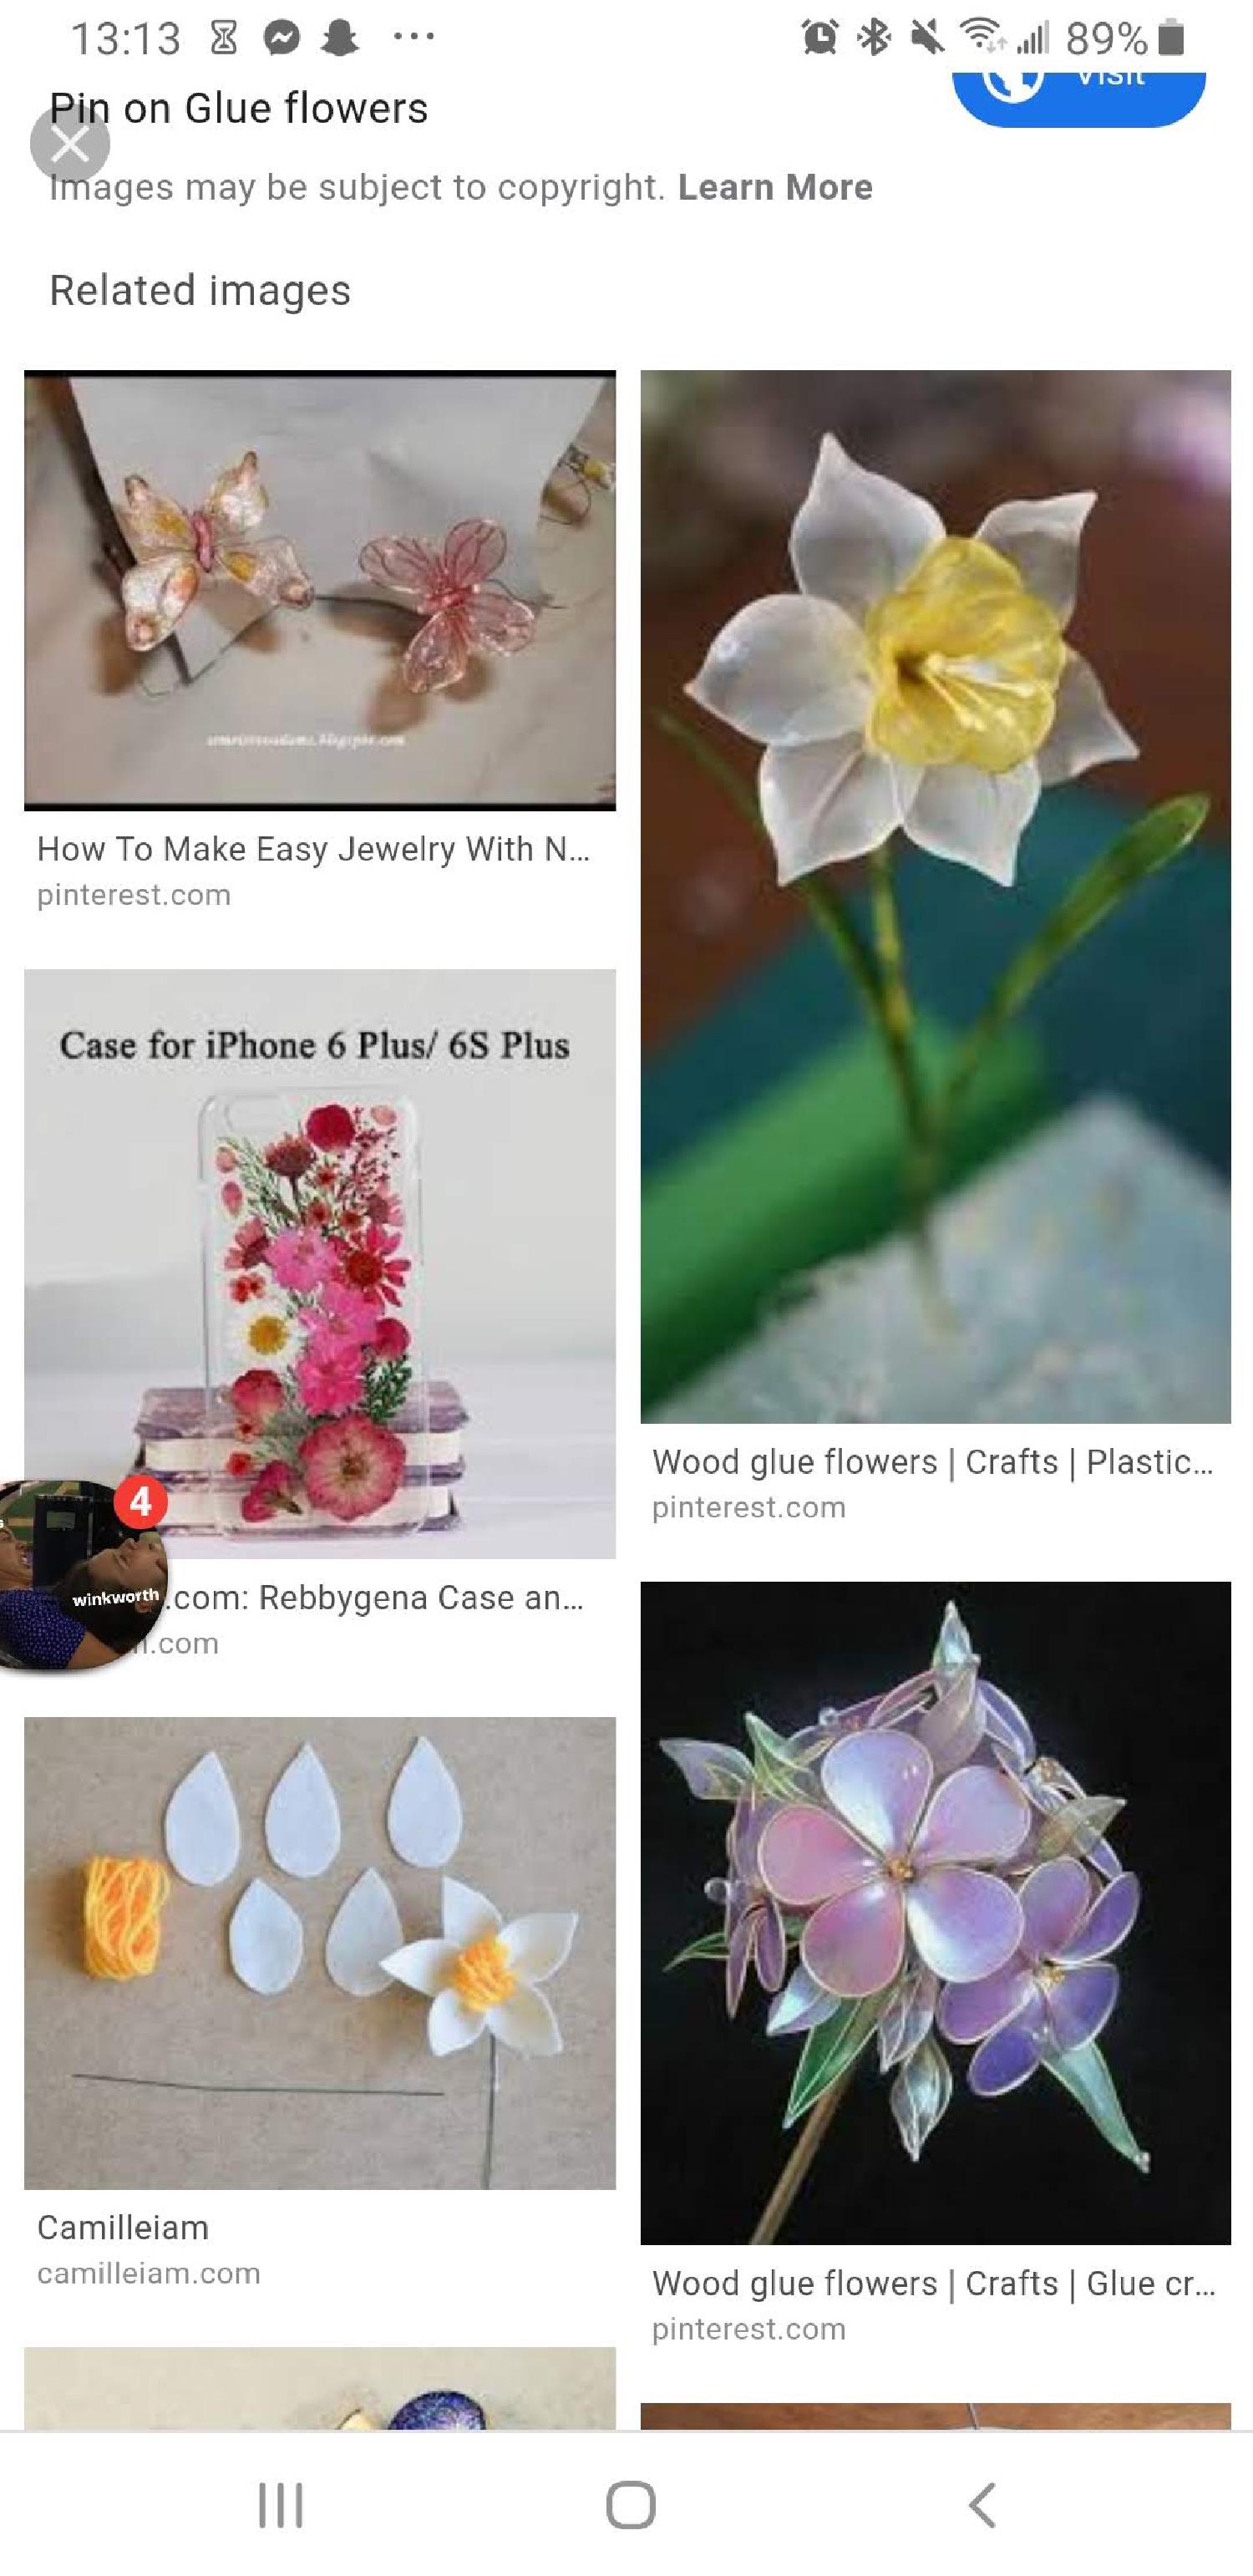 13:13
89%
Visit
Pin on Glue flowers
Images may be subject to copyright. Learn More
Related images
How To Make Easy Jewelry With N...
pinterest.com
Case for iPhone 6 Plus/ 6S Plus
4
winkworth
.com: Rebbygena Case an...
.com
Camilleiam
camilleiam.com
Wood glue flowers | Crafts | Plastic...
pinterest.com
Wood glue flowers | Crafts | Glue cr...
pinterest.com